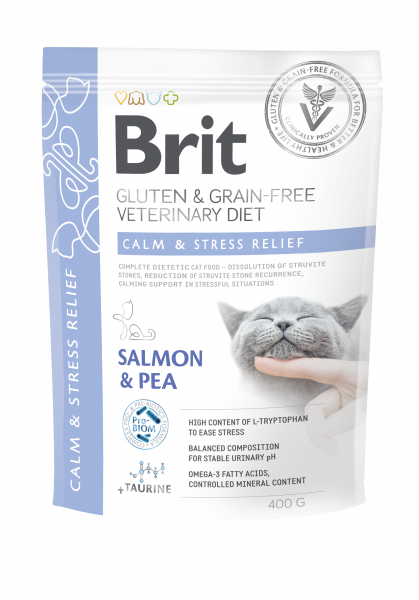 Brit
GLUTEN & GRAIN-FREE
VETERINARY DIET
CALM & STRESS RELIEF
COMPLETE DIETETIC CAT FOOD – DISSOLUTION OF STRUVITE
STONES, REDUCTION OF STRUVITE STONE RECURRENCE,
CALMING SUPPORT IN STRESSFUL SITUATIONS
SALMON
& PEA
Pre-
BIOM
+TAURINE
HIGH CONTENT OF L-TRYPTOPHAN
TO EASE STRESS
BALANCED COMPOSITION
FOR STABLE URINARY pH
OMEGA-3 FATTY ACIDS,
CONTROLLED MINERAL CONTENT
400 G
CALM & STRESS RELIEF
GLUTEN & GRAIN-FREE FORMULA FOR BETTER & HEALTHY LIFE
V
CLINICALLY PROVEN